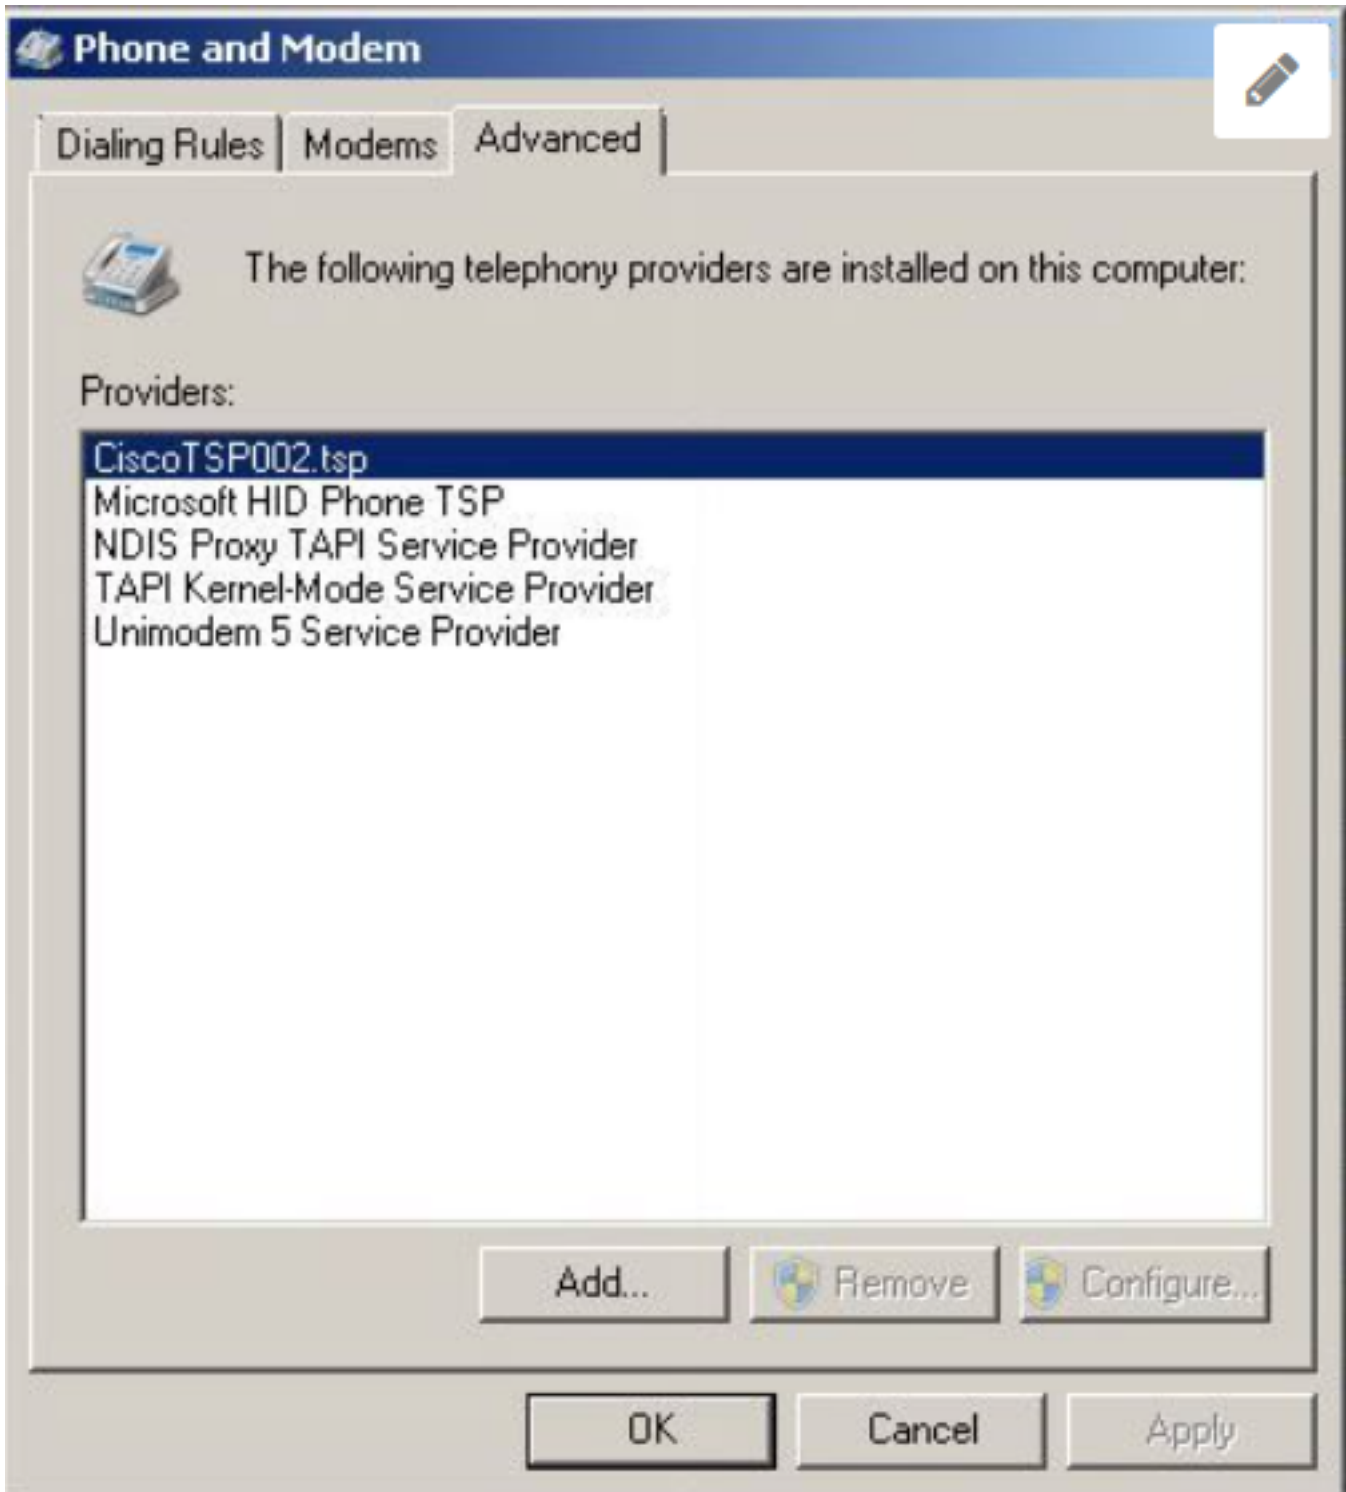 Phone and Modem
Dialing Rules
Modems
Advanced
The following telephony providers are installed on this computer:
Providers:
CiscoTSP002.tsp
Microsoft HID Phone TSP
NDIS Proxy TAPI Service Provider
TAPI Kernel-Mode Service Provider
Unimodem 5 Service Provider
Add...
Remove
Configure...
OK
Cancel
Apply